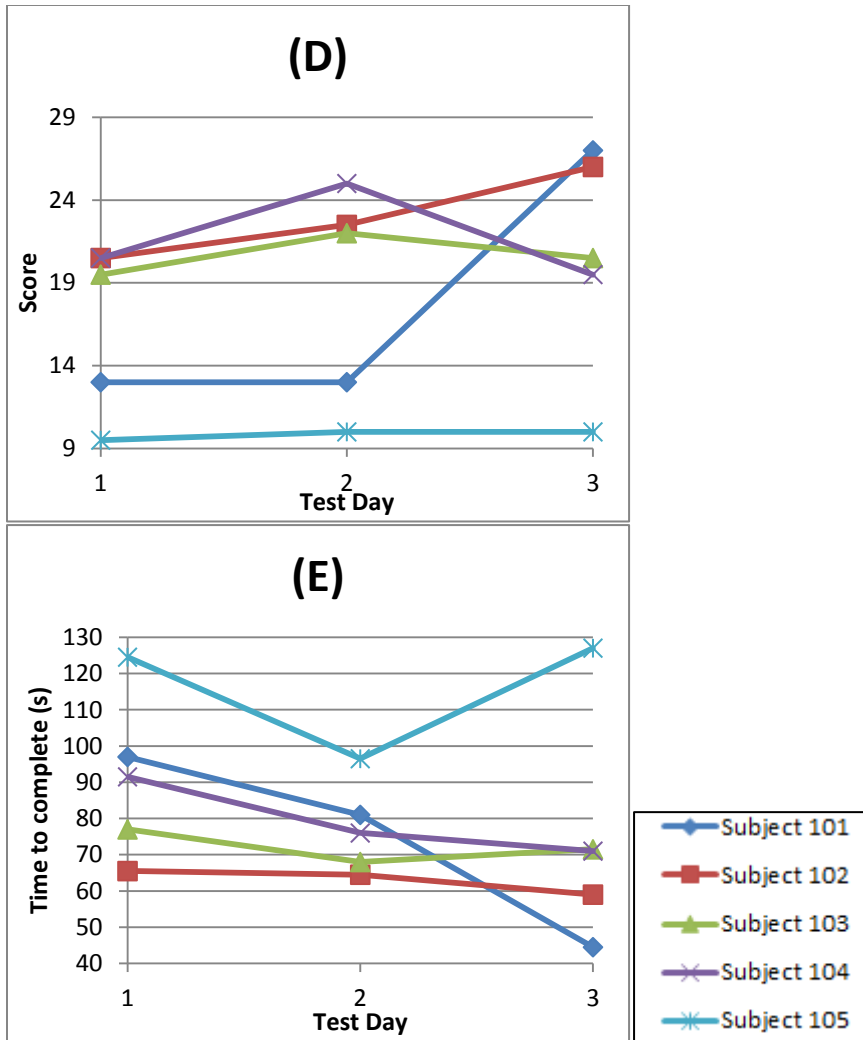 (D)
29
24
19
14
9
Score
1 2 3
Test Day
(E)
130
120
110
100
90
80
70
60
50
40
Time to complete (s)
1 2 3
Test Day
Subject 101
Subject 102
Subject 103
Subject 104
Subject 105